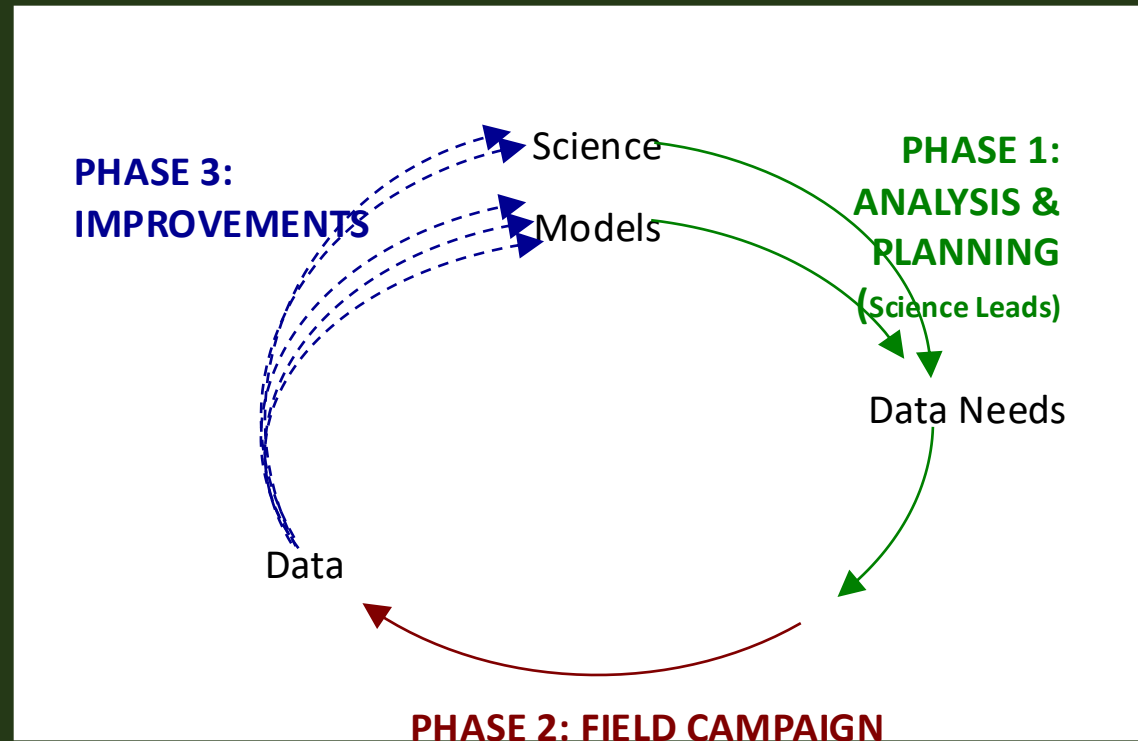 Science
Models
PHASE 1:
ANALYSIS &
PLANNING
(Science Leads)
PHASE 3:
IMPROVEMENTS
Data Needs
Data
PHASE 2: FIELD CAMPAIGN